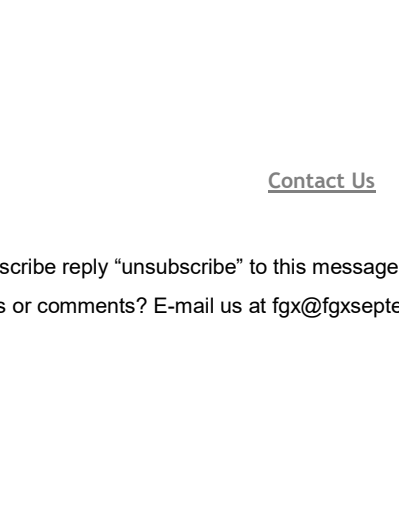 Contact Us
scribe reply “unsubscribe” to this message
s or comments? E-mail us at fgx@fgxsepte